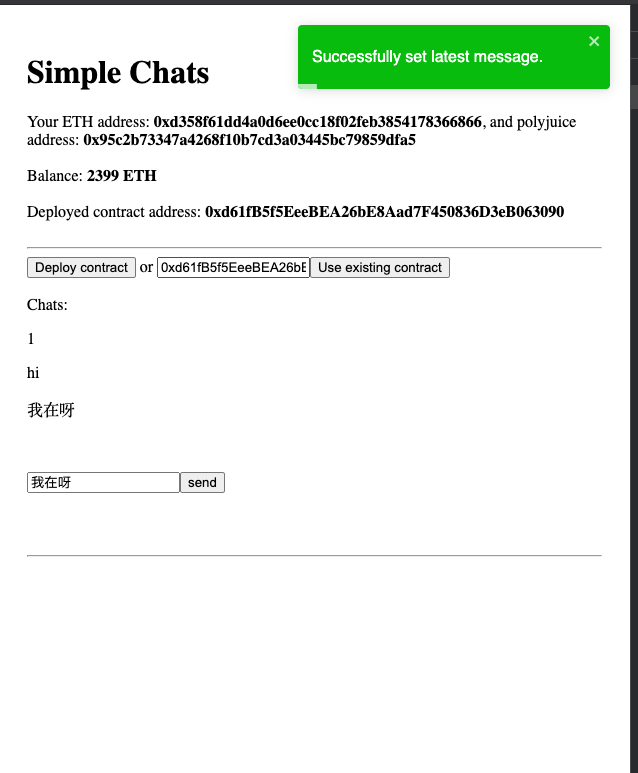 Successfully set latest message.
Simple Chats
Your ETH address: 0xd358f61dd4a0d6ee0cc18f02feb3854178366866, and polyjuice
address: 0x95c2b73347a4268f10b7cd3a03445bc79859dfa5
Balance: 2399 ETH
Deployed contract address: 0xd61fB5f5EeeBEA26bE8Aad7F450836D3eB063090
Deploy contract or 0xd61fB5f5EeeBEA26bE Use existing contract
Chats:
1
hi
我在呀
我在呀 send